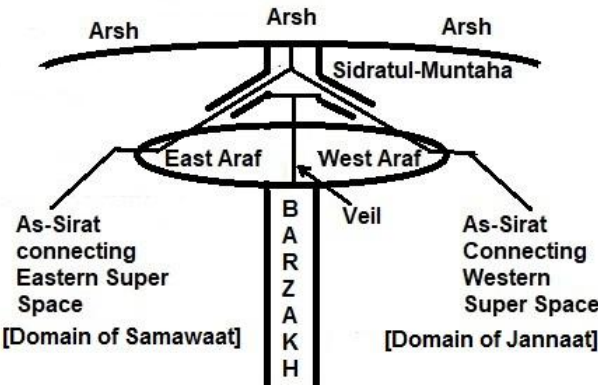 Arsh
Arsh
Arsh
Sidratul-Muntaha
East Araf
West Araf
Veil
BARZAKH
As-Sirat
connecting
Eastern Super
Space
[Domain of Samawaat]
As-Sirat
Connecting
Western
Super Space
[Domain of Jannaat]